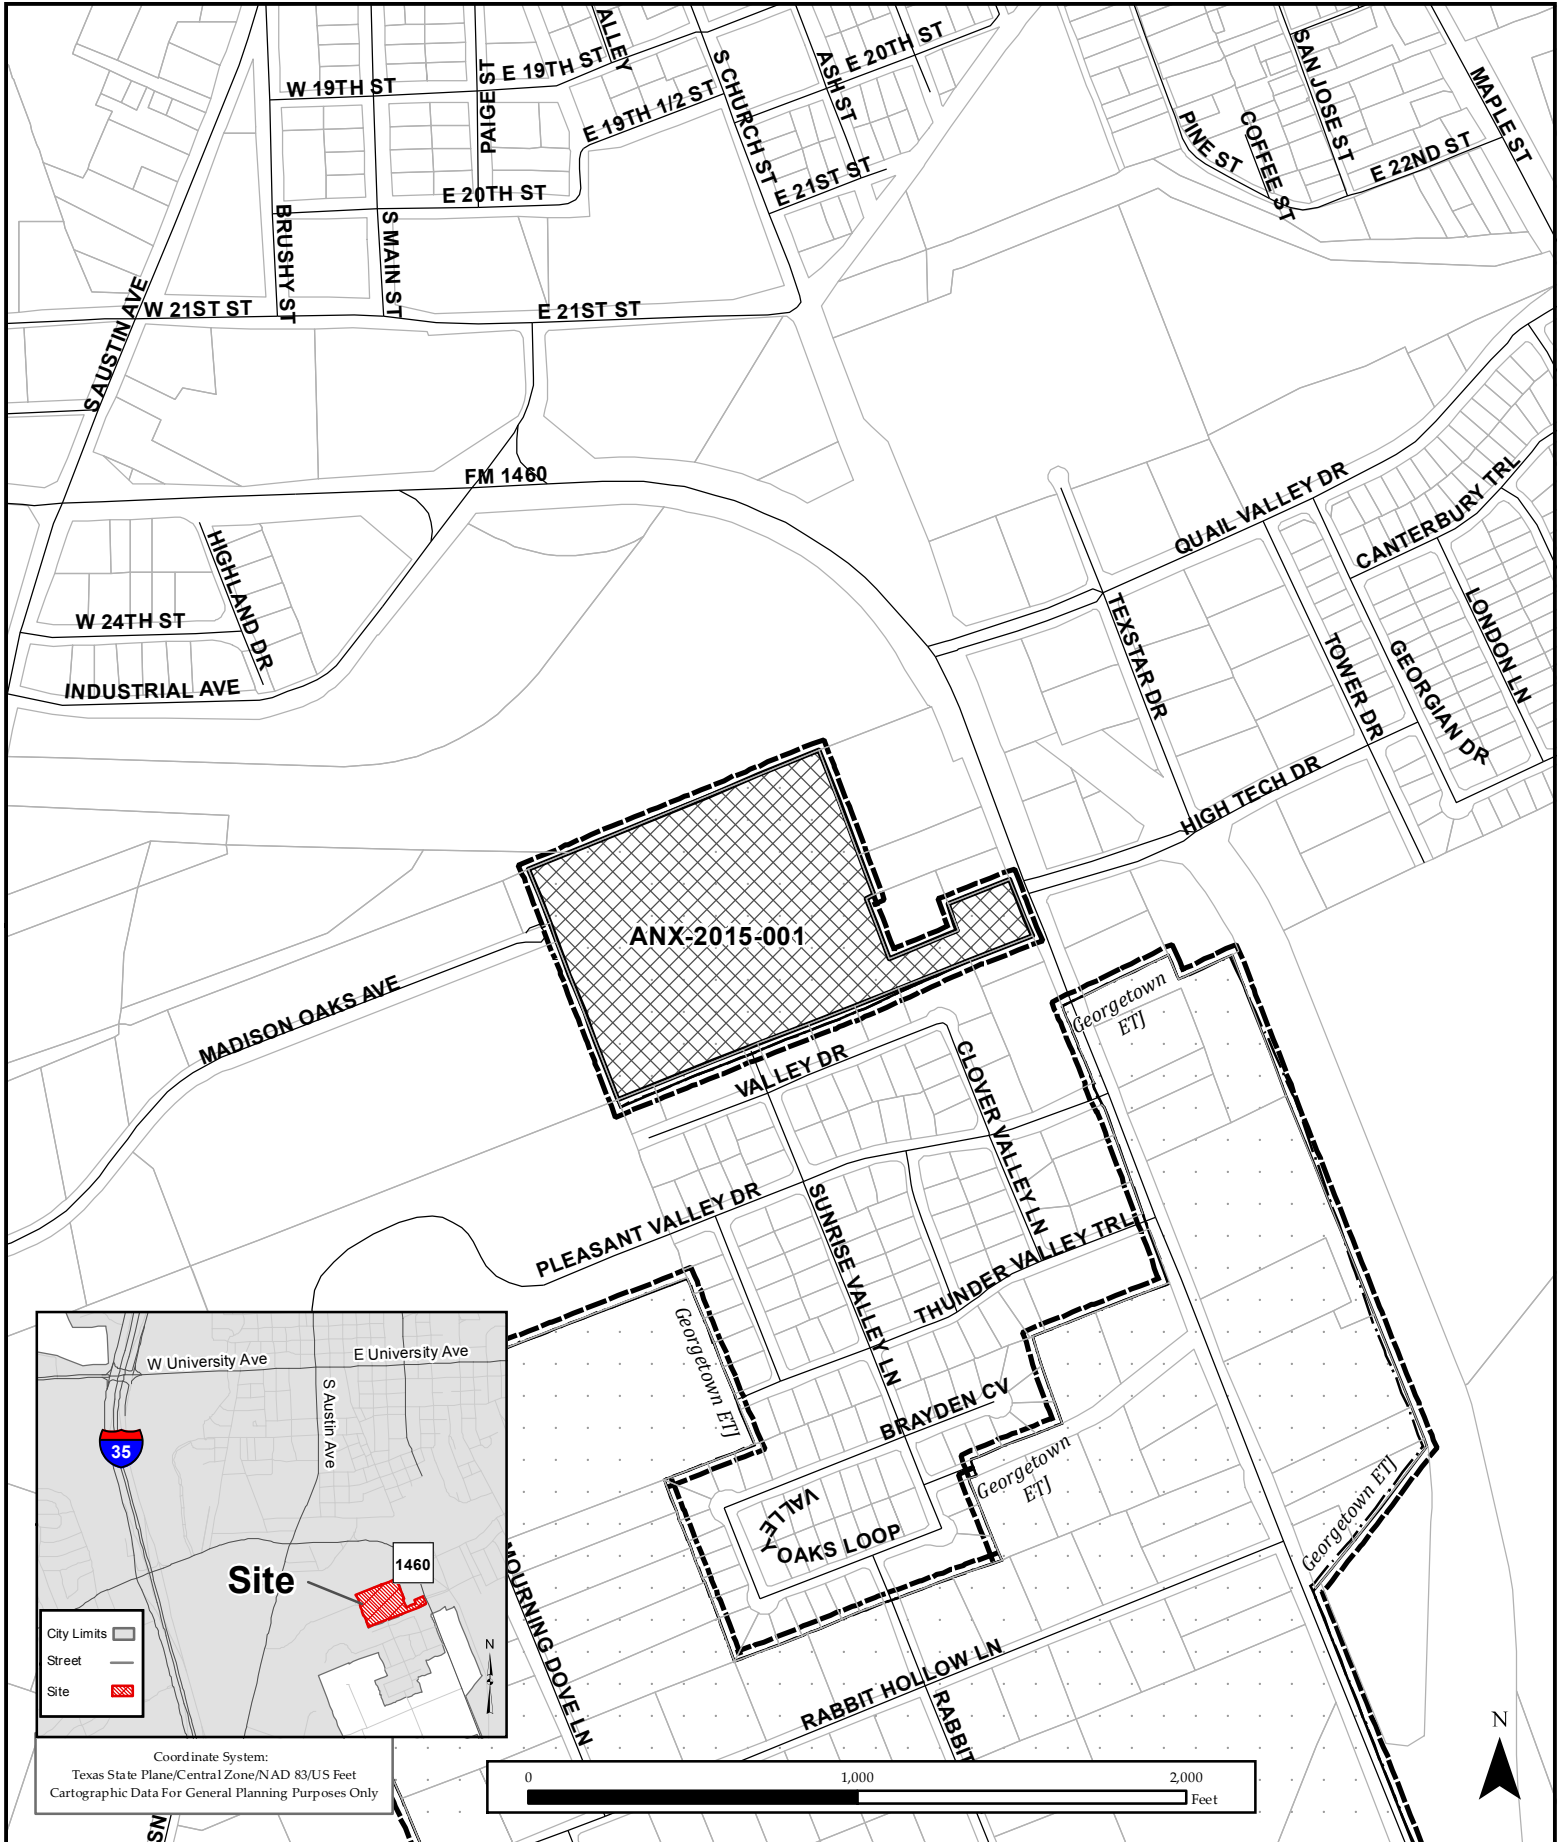 ALLEY
W 19TH ST
PAIGE ST
E 19TH ST
E 19TH 1/2 ST
S CHURCH ST
ASH ST
E 20TH ST
E 21ST ST
PINE ST
COFFEE ST
SAN JOSE ST
E 22ND ST
MAPLE ST
E 20TH ST
BRUSHY ST
S MAIN ST
S AUSTIN AVE
W 21ST ST
E 21ST ST
FM 1460
QUAIL VALLEY DR
CANTERBURY TRL
HIGHLAND DR
W 24TH ST
INDUSTRIAL AVE
TEXSTAR DR
TOWER DR
GEORGIAN DR
LONDON LN
HIGH TECH DR
ANX-2015-001
MADISON OAKS AVE
Georgetown
ETJ
VALLEY DR
CLOVER VALLEY LN
PLEASANT VALLEY DR
SUNRISE VALLEY LN
THUNDER VALLEY TRL
Georgetown ETJ
BRAYDEN CV
Georgetown
ETJ
Georgetown ETJ
VALLEY
OAKS LOOP
MOURNING DOVE LN
RABBIT HOLLOW LN
RABBIT
SN
W University Ave
E University Ave
S Austin Ave
35
1460
Site
City Limits
Street
Site
N
Coordinate System:
Texas State Plane/Central Zone/NAD 83/US Feet
Cartographic Data For General Planning Purposes Only
0 1,000 2,000
Feet
N